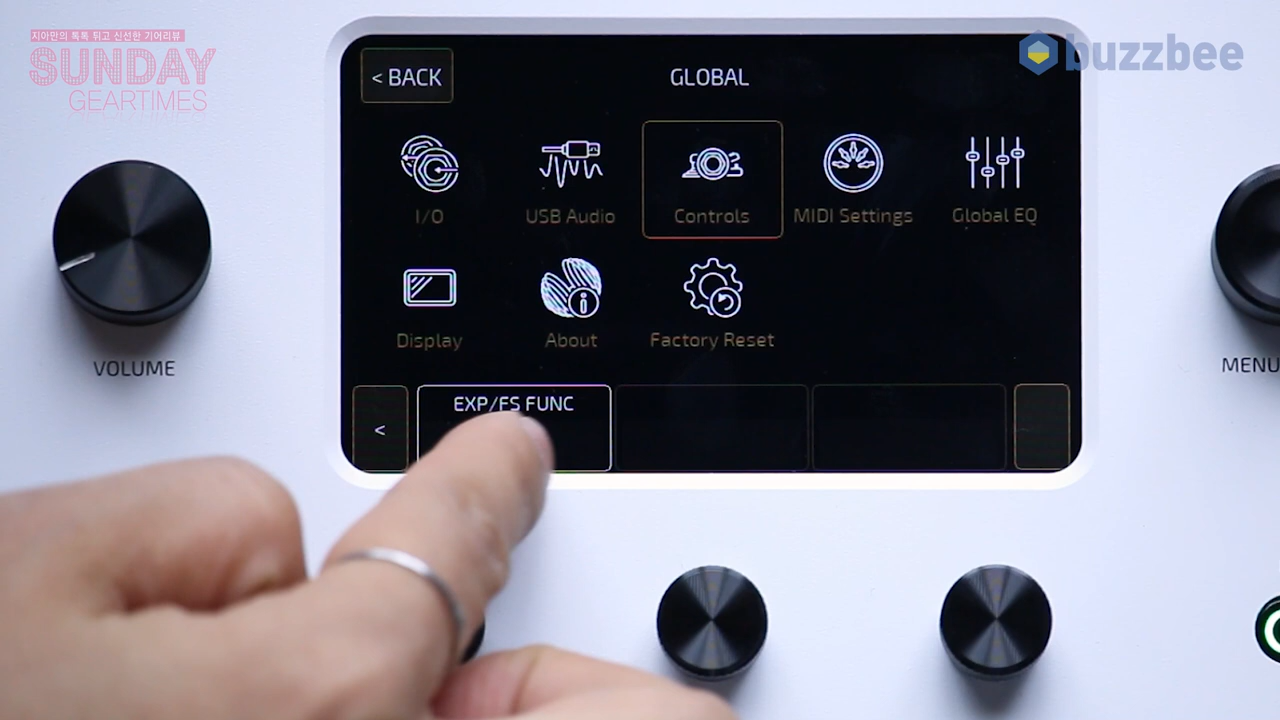 지아만의 톡톡 튀고 신선한 기어리뷰
SUNDAY
GEARTIMES
buzzbee
< BACK
GLOBAL
I/O
USB Audio
Controls
MIDI Settings
Global EQ
Display
About
Factory Reset
<
EXP/FS FUNC
VOLUME
MENU